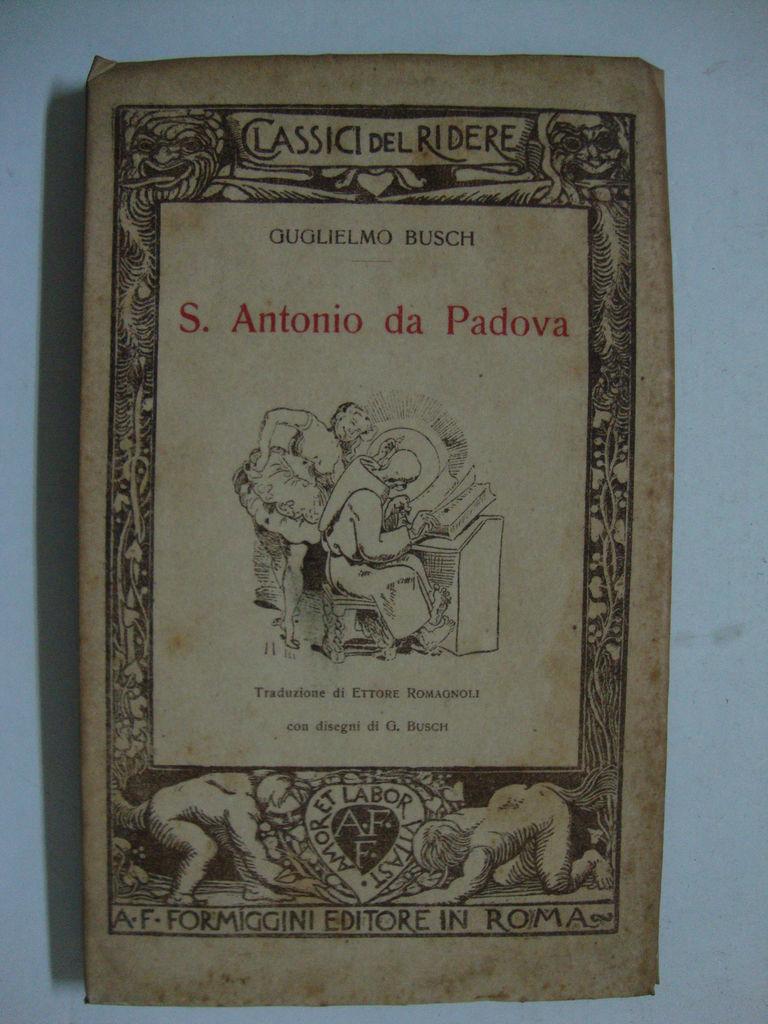 CLASSICI DEL RIDERE
GUGLIELMO BUSCH
S. Antonio da Padova
Traduzione di ETTORE ROMAGNOLI
con disegni di G. BUSCH
AMOR ET LABOR VITAST
A·F·
F·
A·F·FORMIGGINI EDITORE IN ROMA